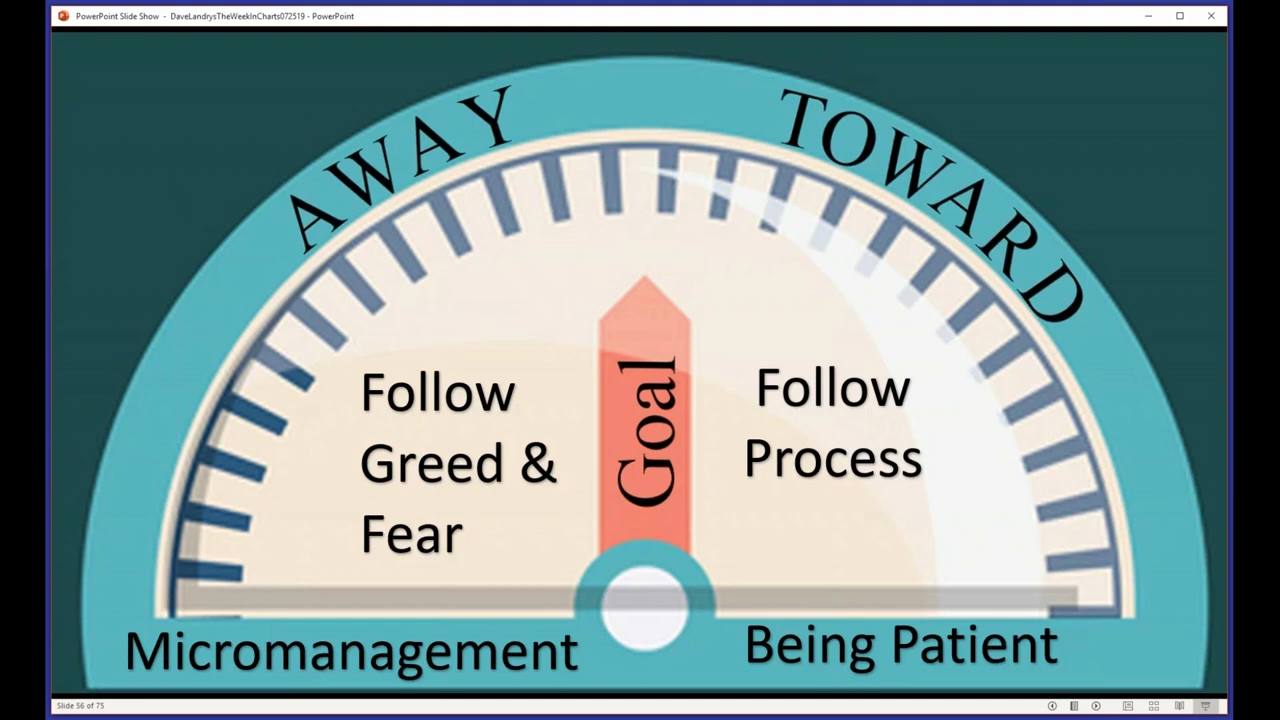 PowerPoint Slide Show - DaveLandrysTheWeekInCharts072519 - PowerPoint
AWAY
TOWARD
Follow
Greed &
Fear
Goal
Follow
Process
Micromanagement
Being Patient
Slide 56 of 75